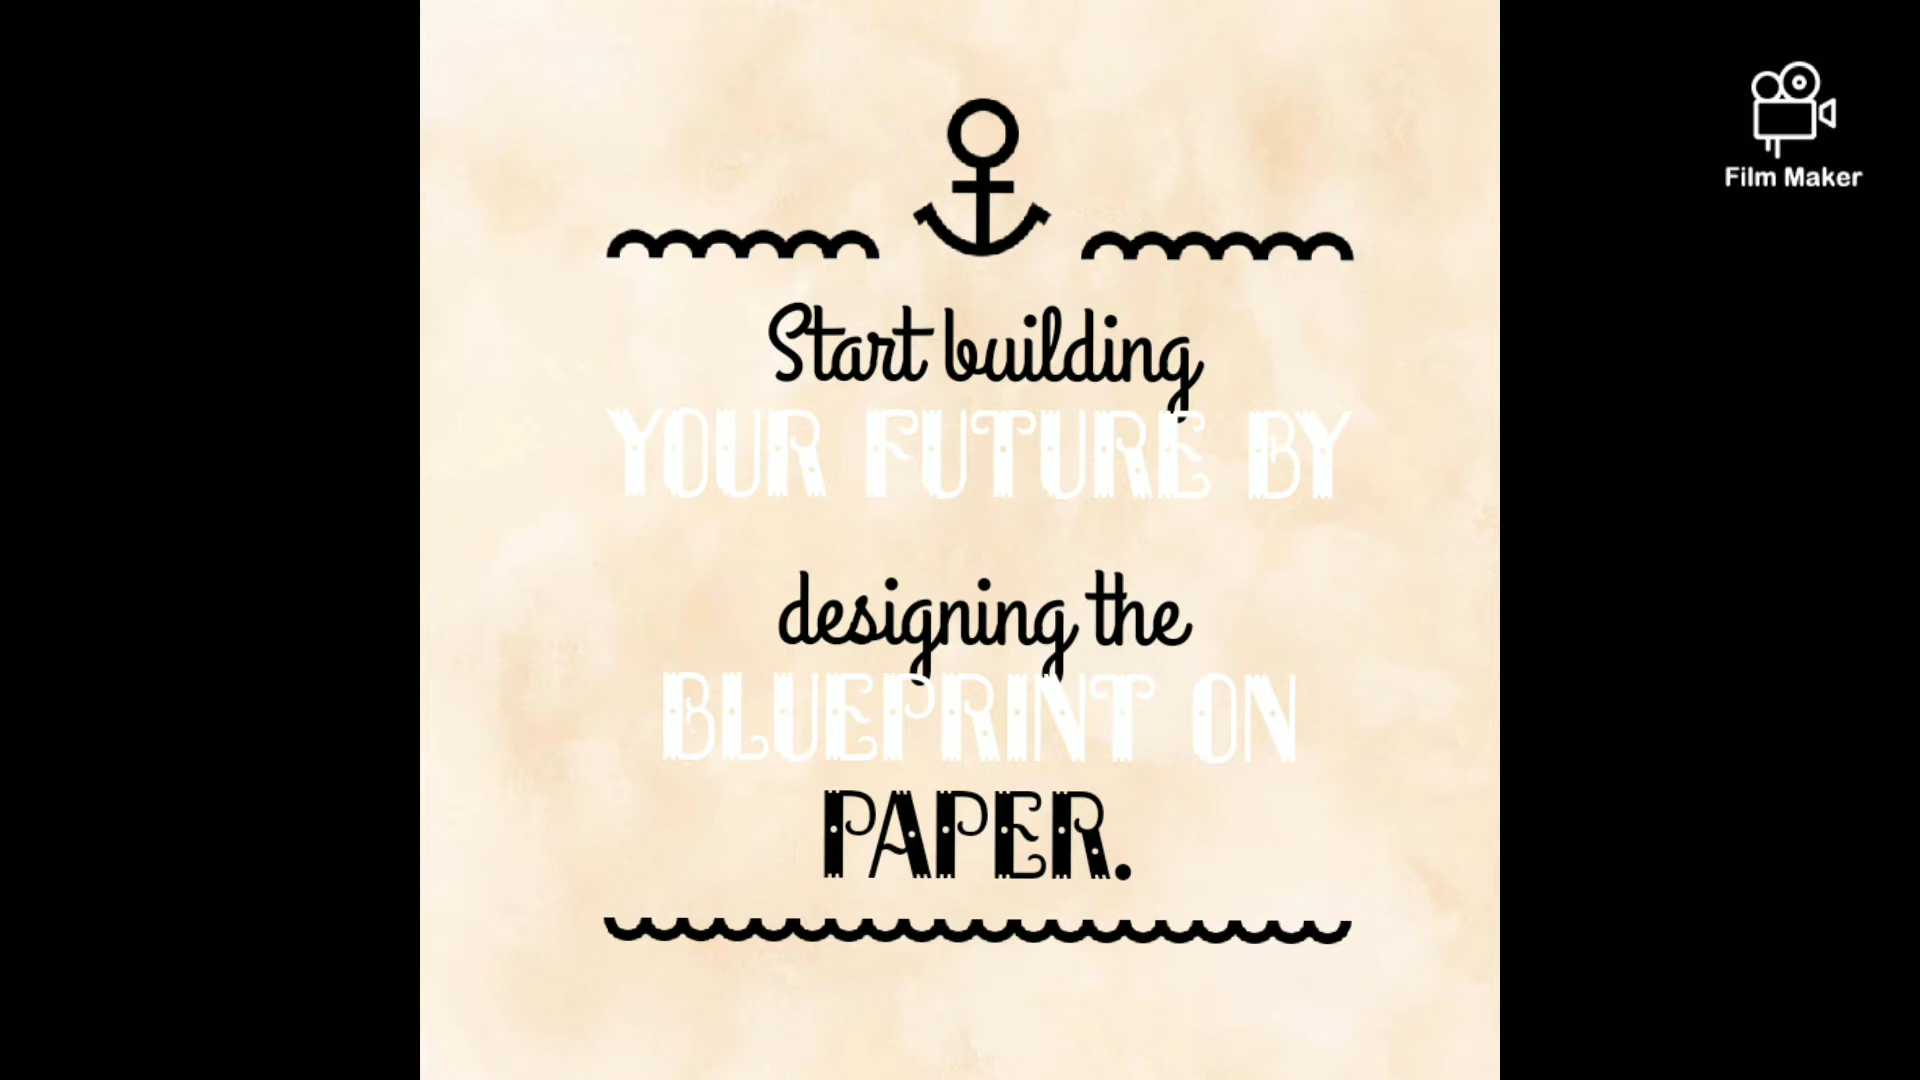 Film Maker
Start building
YOUR FUTURE BY
designing the
BLUEPRINT ON
PAPER.